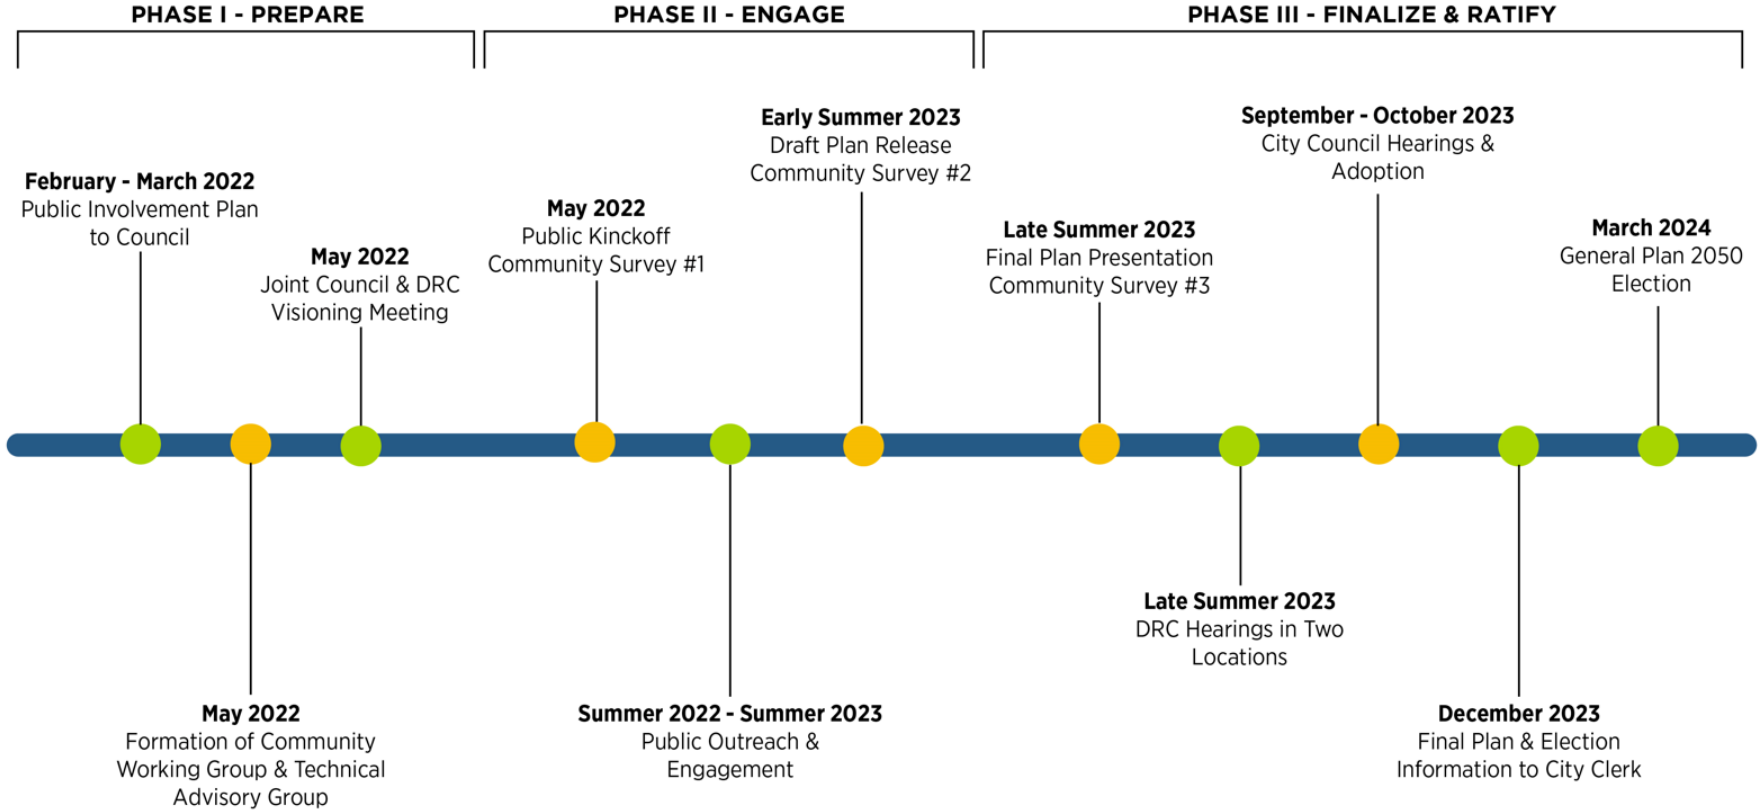 PHASE I - PREPARE
February - March 2022
Public Involvement Plan
to Council
May 2022
Formation of Community
Working Group & Technical
Advisory Group
May 2022
Joint Council & DRC
Visioning Meeting
PHASE II - ENGAGE
May 2022
Public Kinckoff
Community Survey #1
Summer 2022 - Summer 2023
Public Outreach &
Engagement
Early Summer 2023
Draft Plan Release
Community Survey #2
PHASE III - FINALIZE & RATIFY
Late Summer 2023
Final Plan Presentation
Community Survey #3
Late Summer 2023
DRC Hearings in Two
Locations
September - October 2023
City Council Hearings &
Adoption
December 2023
Final Plan & Election
Information to City Clerk
March 2024
General Plan 2050
Election